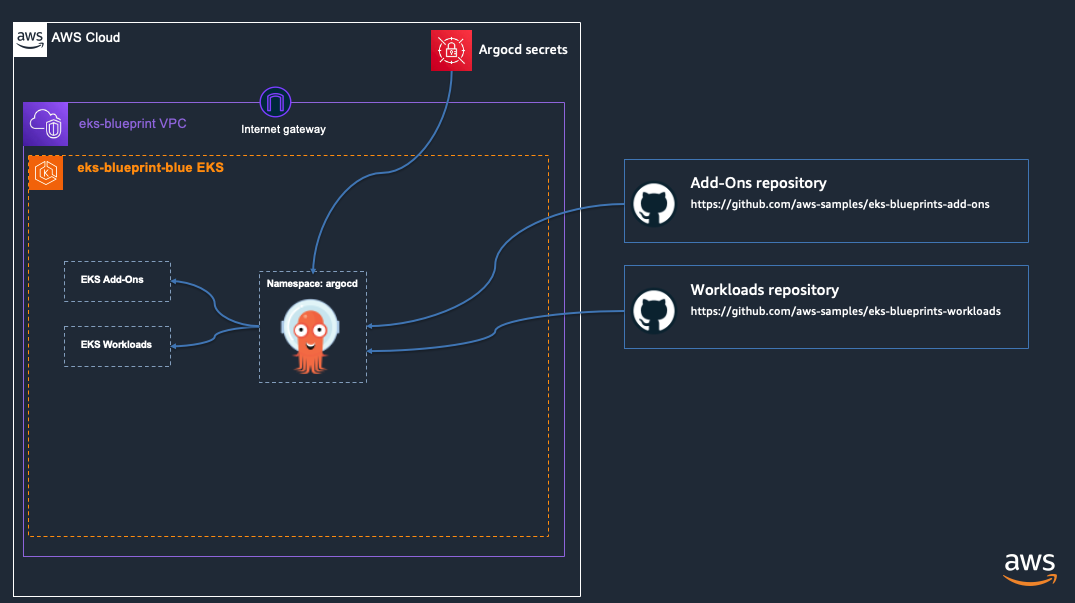 aws
AWS Cloud
Argocd secrets
Internet gateway
eks-blueprint VPC
eks-blueprint-blue EKS
Add-Ons repository
https://github.com/aws-samples/eks-blueprints-add-ons
EKS Add-Ons
Namespace: argocd
Workloads repository
https://github.com/aws-samples/eks-blueprints-workloads
EKS Workloads
aws